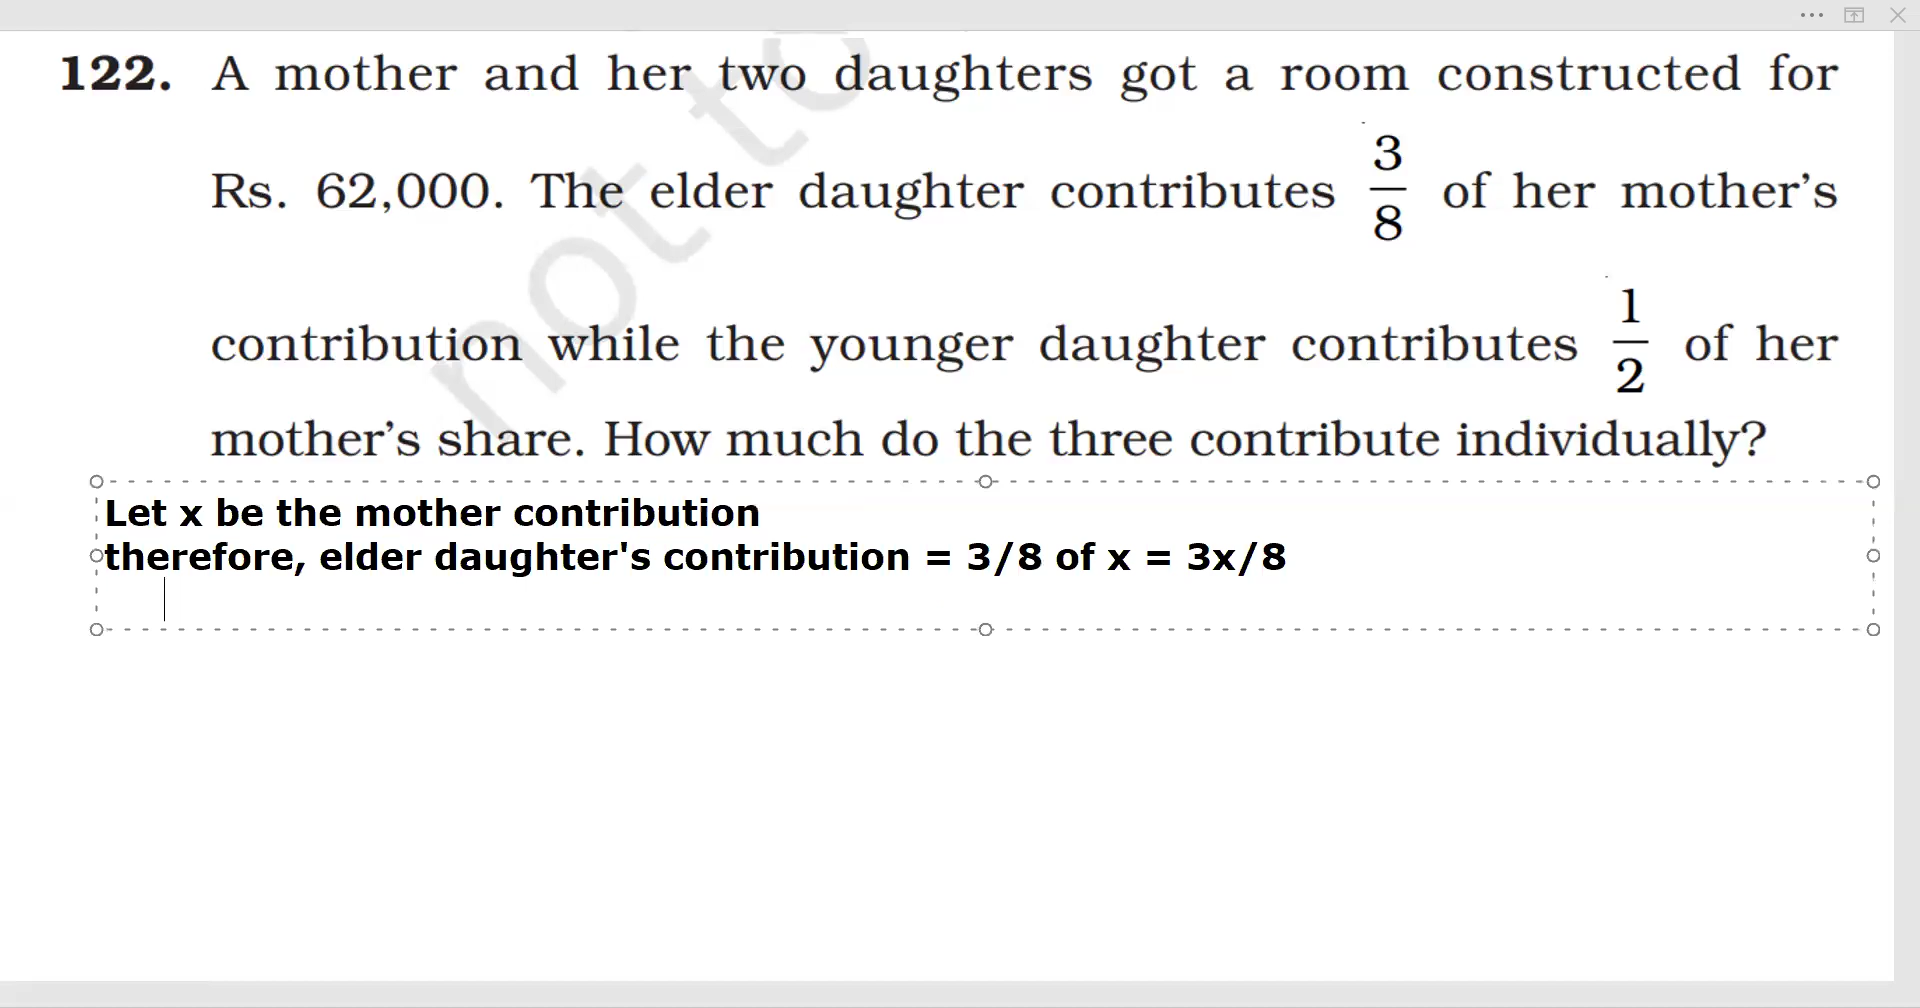 122. A mother and her two daughters got a room constructed for
Rs. 62,000. The elder daughter contributes 3/8 of her mother’s
contribution while the younger daughter contributes 1/2 of her
mother’s share. How much do the three contribute individually?
not to
Let x be the mother contribution
therefore, elder daughter's contribution = 3/8 of x = 3x/8